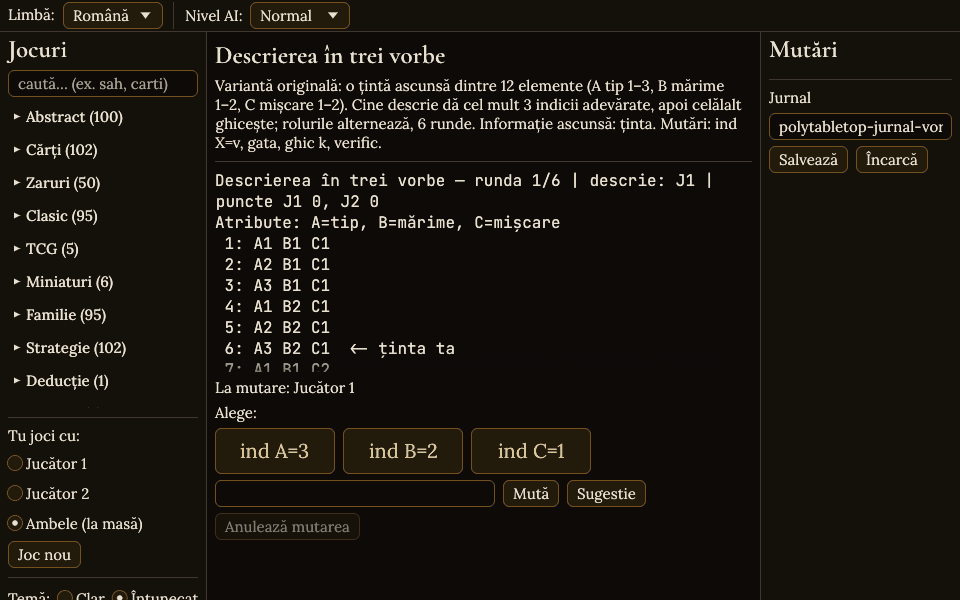 Limbă: Română ▼ Nivel AI: Normal ▼
Jocuri
caută... (ex. sah, carti)
▸ Abstract (100)
▸ Cărți (102)
▸ Zaruri (50)
▸ Clasic (95)
▸ TCG (5)
▸ Miniaturi (6)
▸ Familie (95)
▸ Strategie (102)
▸ Deducție (1)
Tu joci cu:
Jucător 1
Jucător 2
Ambele (la masă)
Joc nou
Temă: Clar Întunecat
Descrierea în trei vorbe
Variantă originală: o țintă ascunsă dintre 12 elemente (A tip 1–3, B mărime
1–2, C mișcare 1–2). Cine descrie dă cel mult 3 indicii adevărate, apoi celălalt
ghicește; rolurile alternează, 6 runde. Informație ascunsă: ținta. Mutări: ind
X=v, gata, ghic k, verific.
Descrierea în trei vorbe — runda 1/6 | descrie: J1 |
puncte J1 0, J2 0
Atribute: A=tip, B=mărime, C=mișcare
1: A1 B1 C1
2: A2 B1 C1
3: A3 B1 C1
4: A1 B2 C1
5: A2 B2 C1
6: A3 B2 C1 <- ținta ta
7: A1 B1 C2
La mutare: Jucător 1
Alege:
ind A=3 ind B=2 ind C=1
Mută Sugestie
Anulează mutarea
Mutări
Jurnal
polytabletop-jurnal-vor
Salvează Încarcă